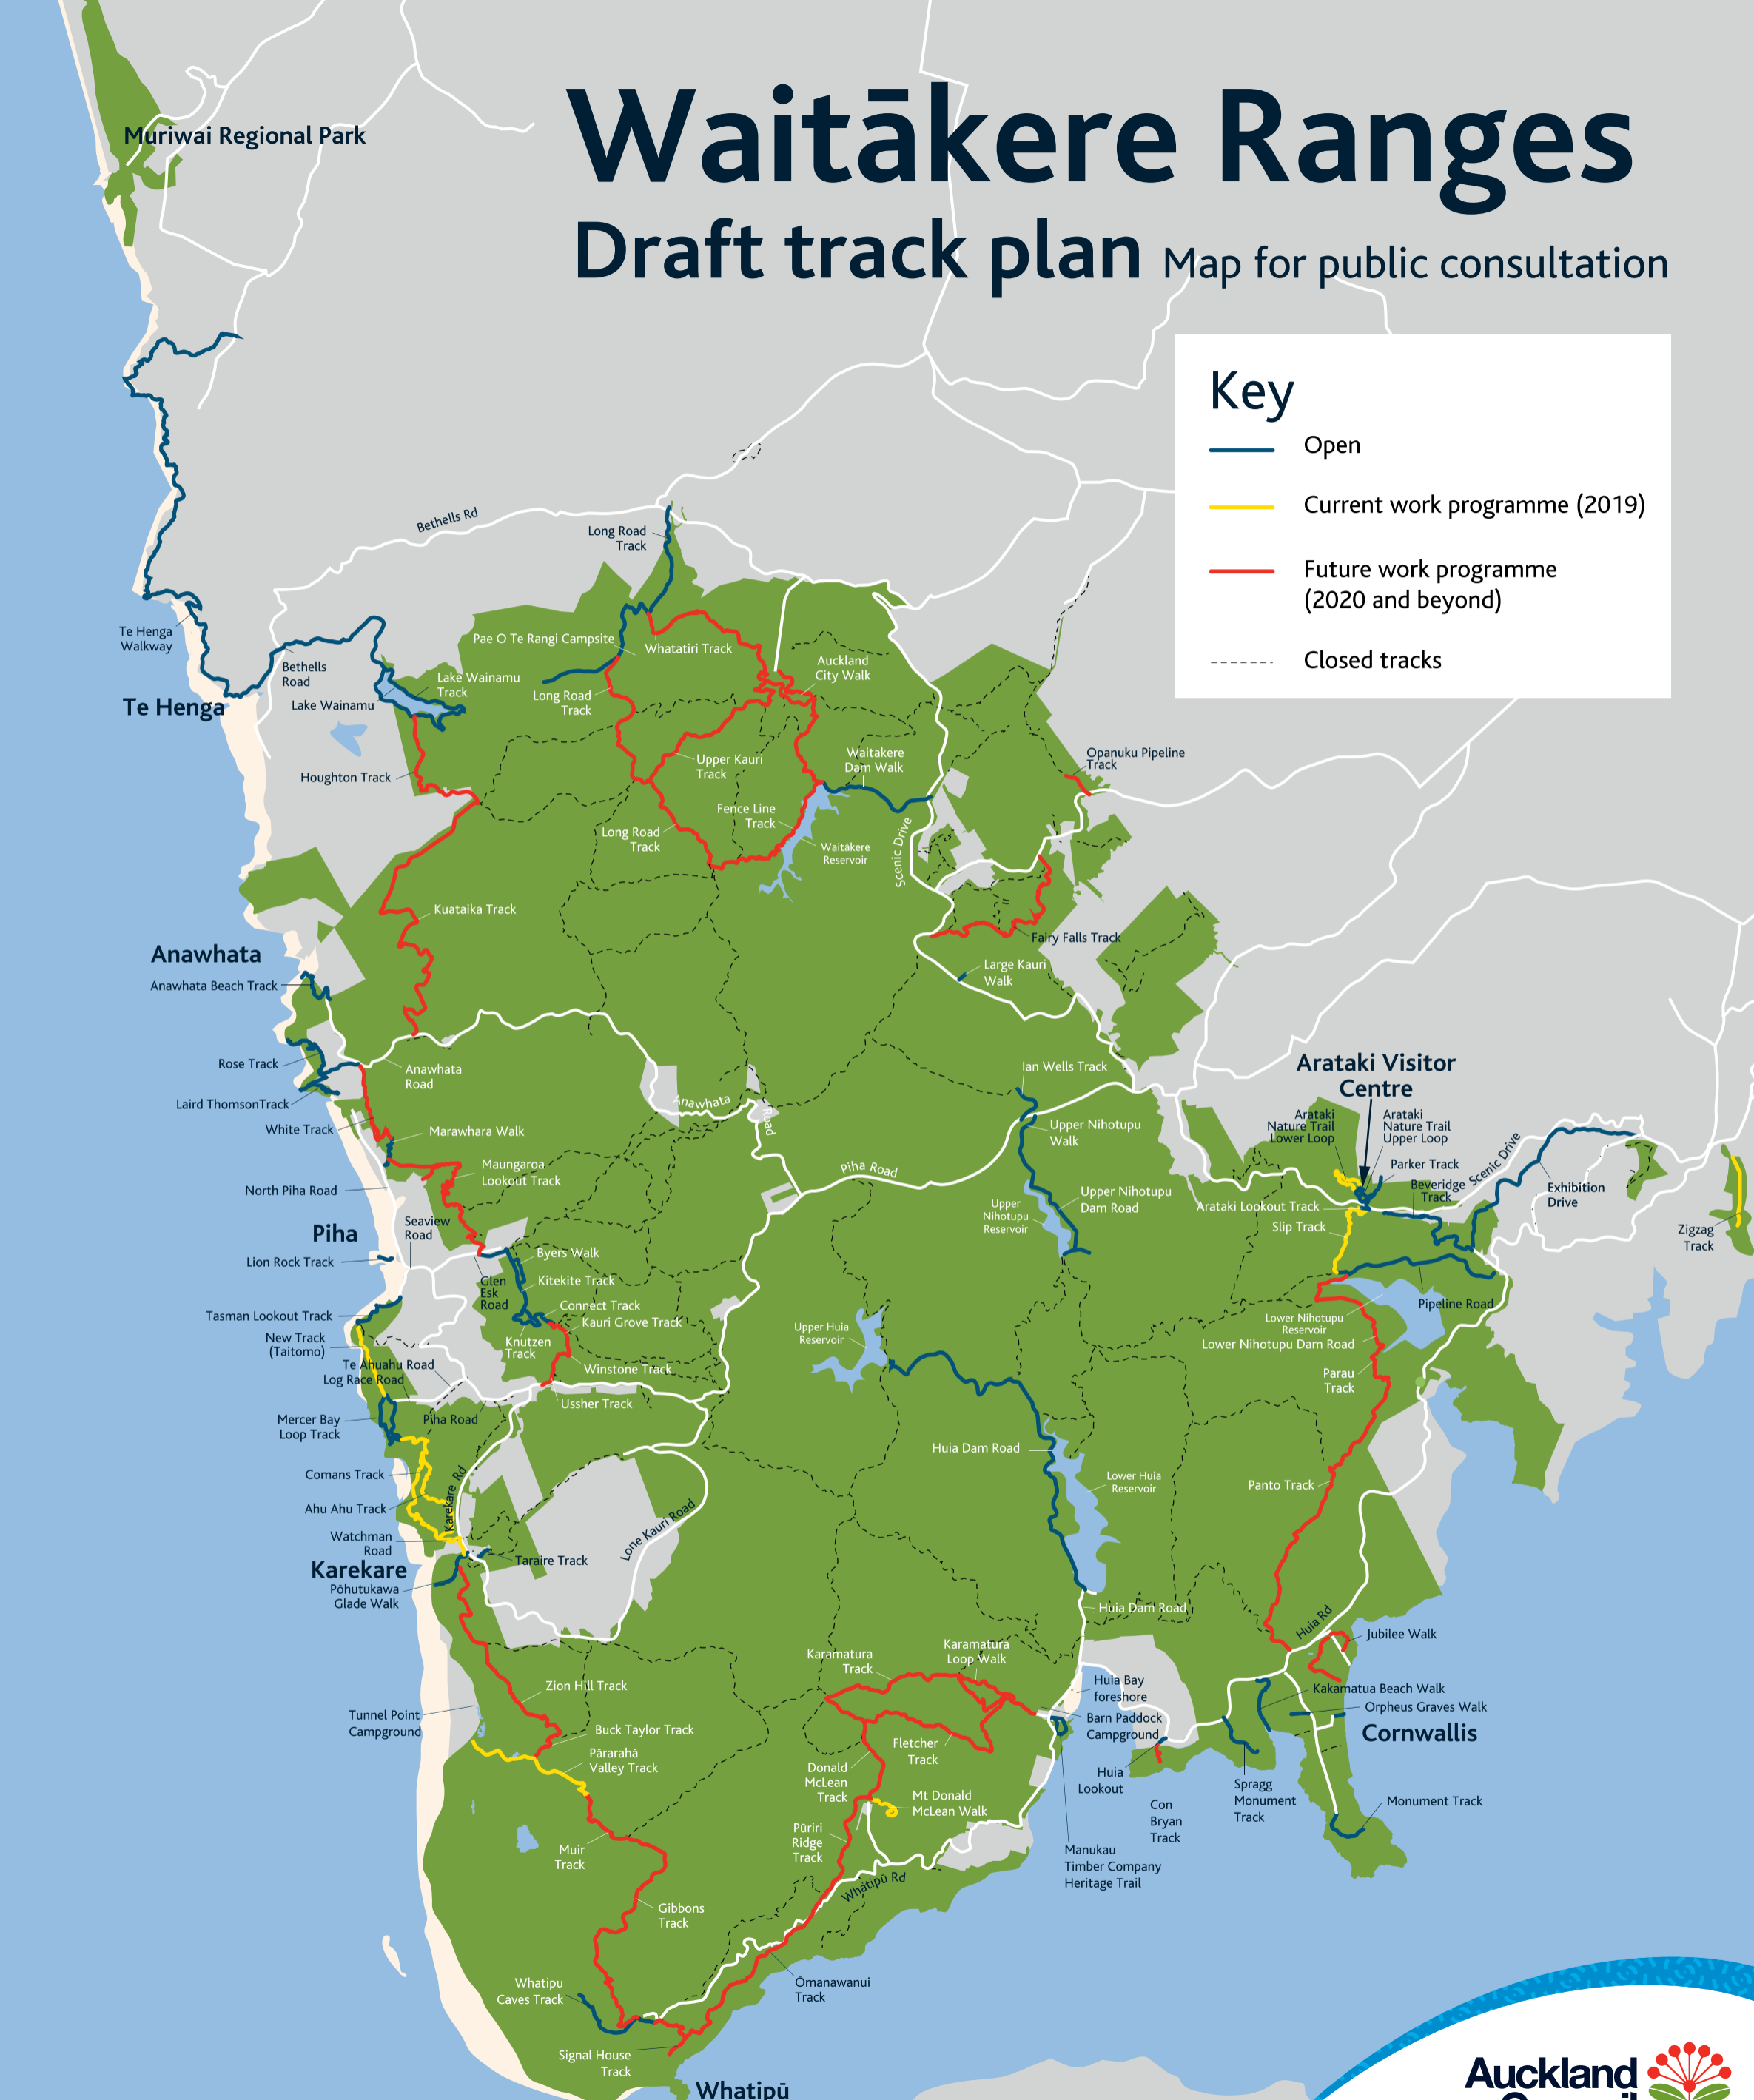 Waitākere Ranges
Draft track plan Map for public consultation
Muriwai Regional Park
Key
Open
Current work programme (2019)
Future work programme
(2020 and beyond)
Closed tracks
Bethells Rd
Long Road
Track
Te Henga
Walkway
Pae O Te Rangi Campsite
Whatatiri Track
Bethells
Road
Auckland
City Walk
Lake Wainamu
Track
Lake Wainamu
Long Road
Track
Te Henga
Upper Kauri
Track
Waitakere
Dam Walk
Opanuku Pipeline
Track
Houghton Track
Fence Line
Track
Long Road
Track
Waitākere
Reservoir
Scenic Drive
Kuataika Track
Fairy Falls Track
Anawhata
Large Kauri
Walk
Anawhata Beach Track
Rose Track
Anawhata
Road
Ian Wells Track
Arataki Visitor
Centre
Laird ThomsonTrack
Anawhata
Road
White Track
Marawhara Walk
Upper Nihotupu
Walk
Arataki
Nature Trail
Lower Loop
Arataki
Nature Trail
Upper Loop
Maungaroa
Lookout Track
Piha Road
Parker Track
Scenic Drive
North Piha Road
Upper Nihotupu
Dam Road
Beveridge
Track
Exhibition
Drive
Upper
Nihotupu
Reservoir
Arataki Lookout Track
Slip Track
Zigzag
Track
Piha
Seaview
Road
Lion Rock Track
Byers Walk
Glen
Esk
Road
Kitekite Track
Connect Track
Kauri Grove Track
Tasman Lookout Track
New Track
(Taitomo)
Knutzen
Track
Upper Huia
Reservoir
Pipeline Road
Lower Nihotupu
Reservoir
Lower Nihotupu Dam Road
Te Ahuahu Road
Log Race Road
Winstone Track
Parau
Track
Ussher Track
Mercer Bay
Loop Track
Piha Road
Huia Dam Road
Comans Track
Lower Huia
Reservoir
Panto Track
Ahu Ahu Track
Karekare Rd
Lone Kauri Road
Watchman
Road
Taraire Track
Karekare
Pōhutukawa
Glade Walk
Huia Dam Road
Huia Rd
Jubilee Walk
Karamatura
Track
Karamatura
Loop Walk
Zion Hill Track
Huia Bay
foreshore
Kakamatua Beach Walk
Orpheus Graves Walk
Tunnel Point
Campground
Barn Paddock
Campground
Cornwallis
Buck Taylor Track
Fletcher
Track
Pārarahā
Valley Track
Donald
McLean
Track
Huia
Lookout
Spragg
Monument
Track
Mt Donald
McLean Walk
Con
Bryan
Track
Monument Track
Pūriri
Ridge
Track
Muir
Track
Manukau
Timber Company
Heritage Trail
Whatipū Rd
Gibbons
Track
Ōmanawanui
Track
Whatipu
Caves Track
Signal House
Track
Whatipū
Auckland